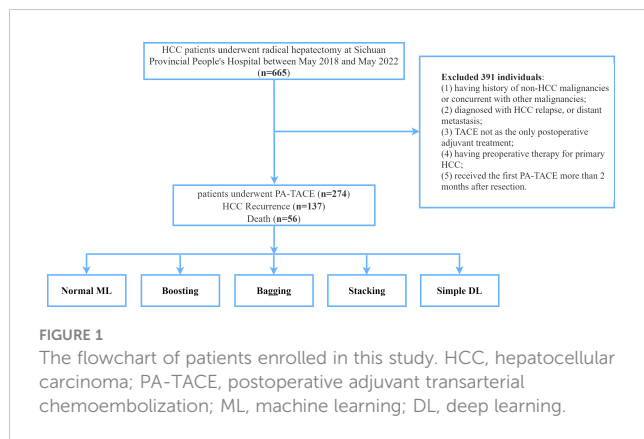 HCC patients underwent radical hepatectomy at Sichuan
Provincial People's Hospital between May 2018 and May 2022
(n=665)
Excluded 391 individuals:
(1) having history of non-HCC malignancies
or concurrent with other malignancies;
(2) diagnosed with HCC relapse, or distant
metastasis;
(3) TACE not as the only postoperative
adjuvant treatment;
(4) having preoperative therapy for primary
HCC;
(5) received the first PA-TACE more than 2
months after resection.
patients underwent PA-TACE (n=274)
HCC Recurrence (n=137)
Death (n=56)
Normal ML
Boosting
Bagging
Stacking
Simple DL
FIGURE 1
The flowchart of patients enrolled in this study. HCC, hepatocellular
carcinoma; PA-TACE, postoperative adjuvant transarterial
chemoembolization; ML, machine learning; DL, deep learning.